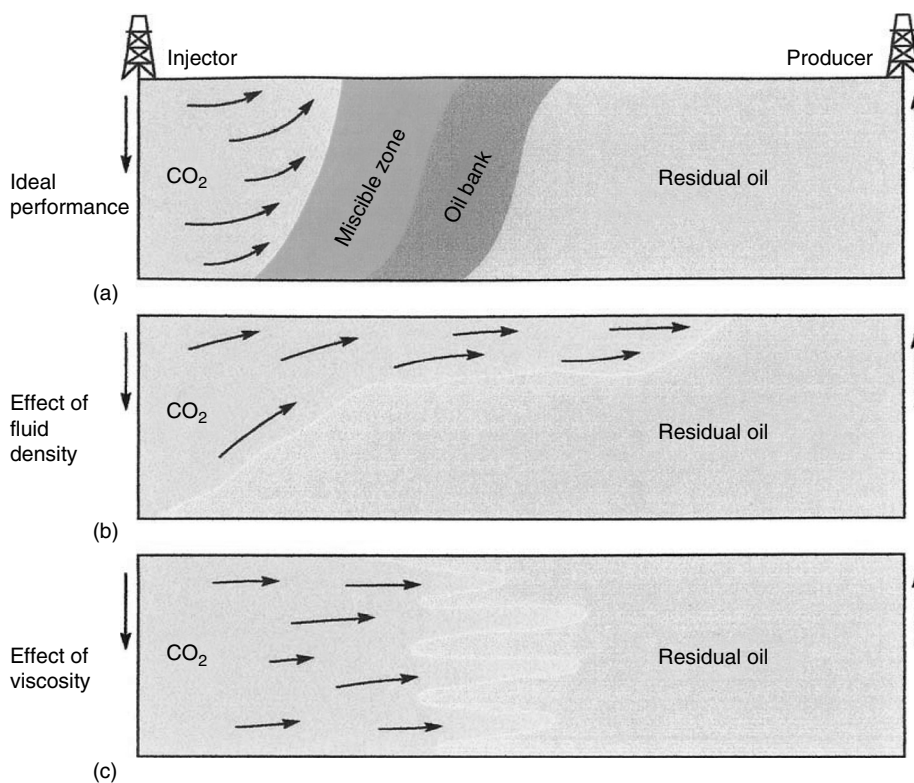 Injector
Producer
Ideal
performance
CO₂
Miscible zone
Oil bank
Residual oil
(a)
Effect of
fluid
density
CO₂
Residual oil
(b)
Effect of
viscosity
CO₂
Residual oil
(c)